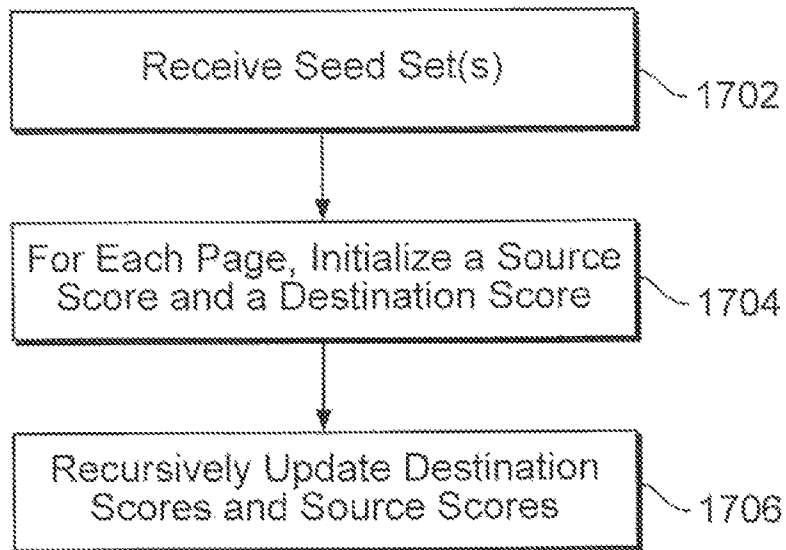 Receive Seed Set(s)
1702
For Each Page, Initialize a Source
Score and a Destination Score
1704
Recursively Update Destination
Scores and Source Scores
1706